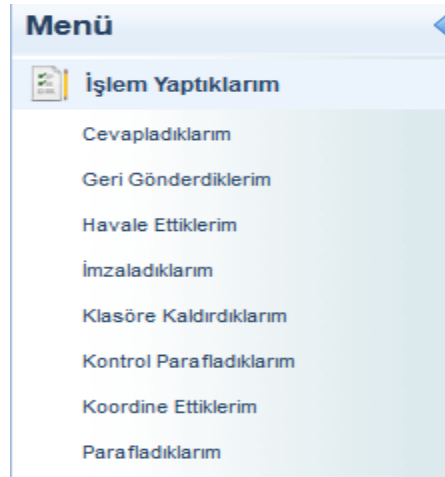 Menü
İşlem Yaptıklarım
Cevapladıklarım
Geri Gönderdiklerim
Havale Ettiklerim
İmzaladıklarım
Klasöre Kaldırdıklarım
Kontrol Parafladıklarım
Koordine Ettiklerim
Parafladıklarım